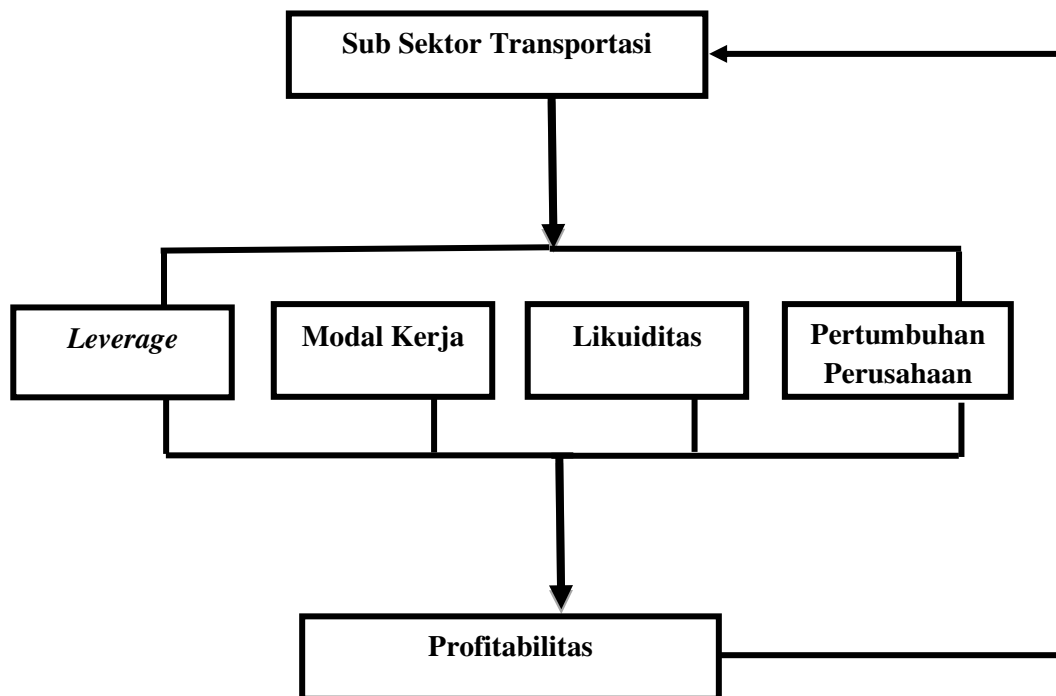 Sub Sektor Transportasi
Leverage
Modal Kerja
Likuiditas
Pertumbuhan
Perusahaan
Profitabilitas